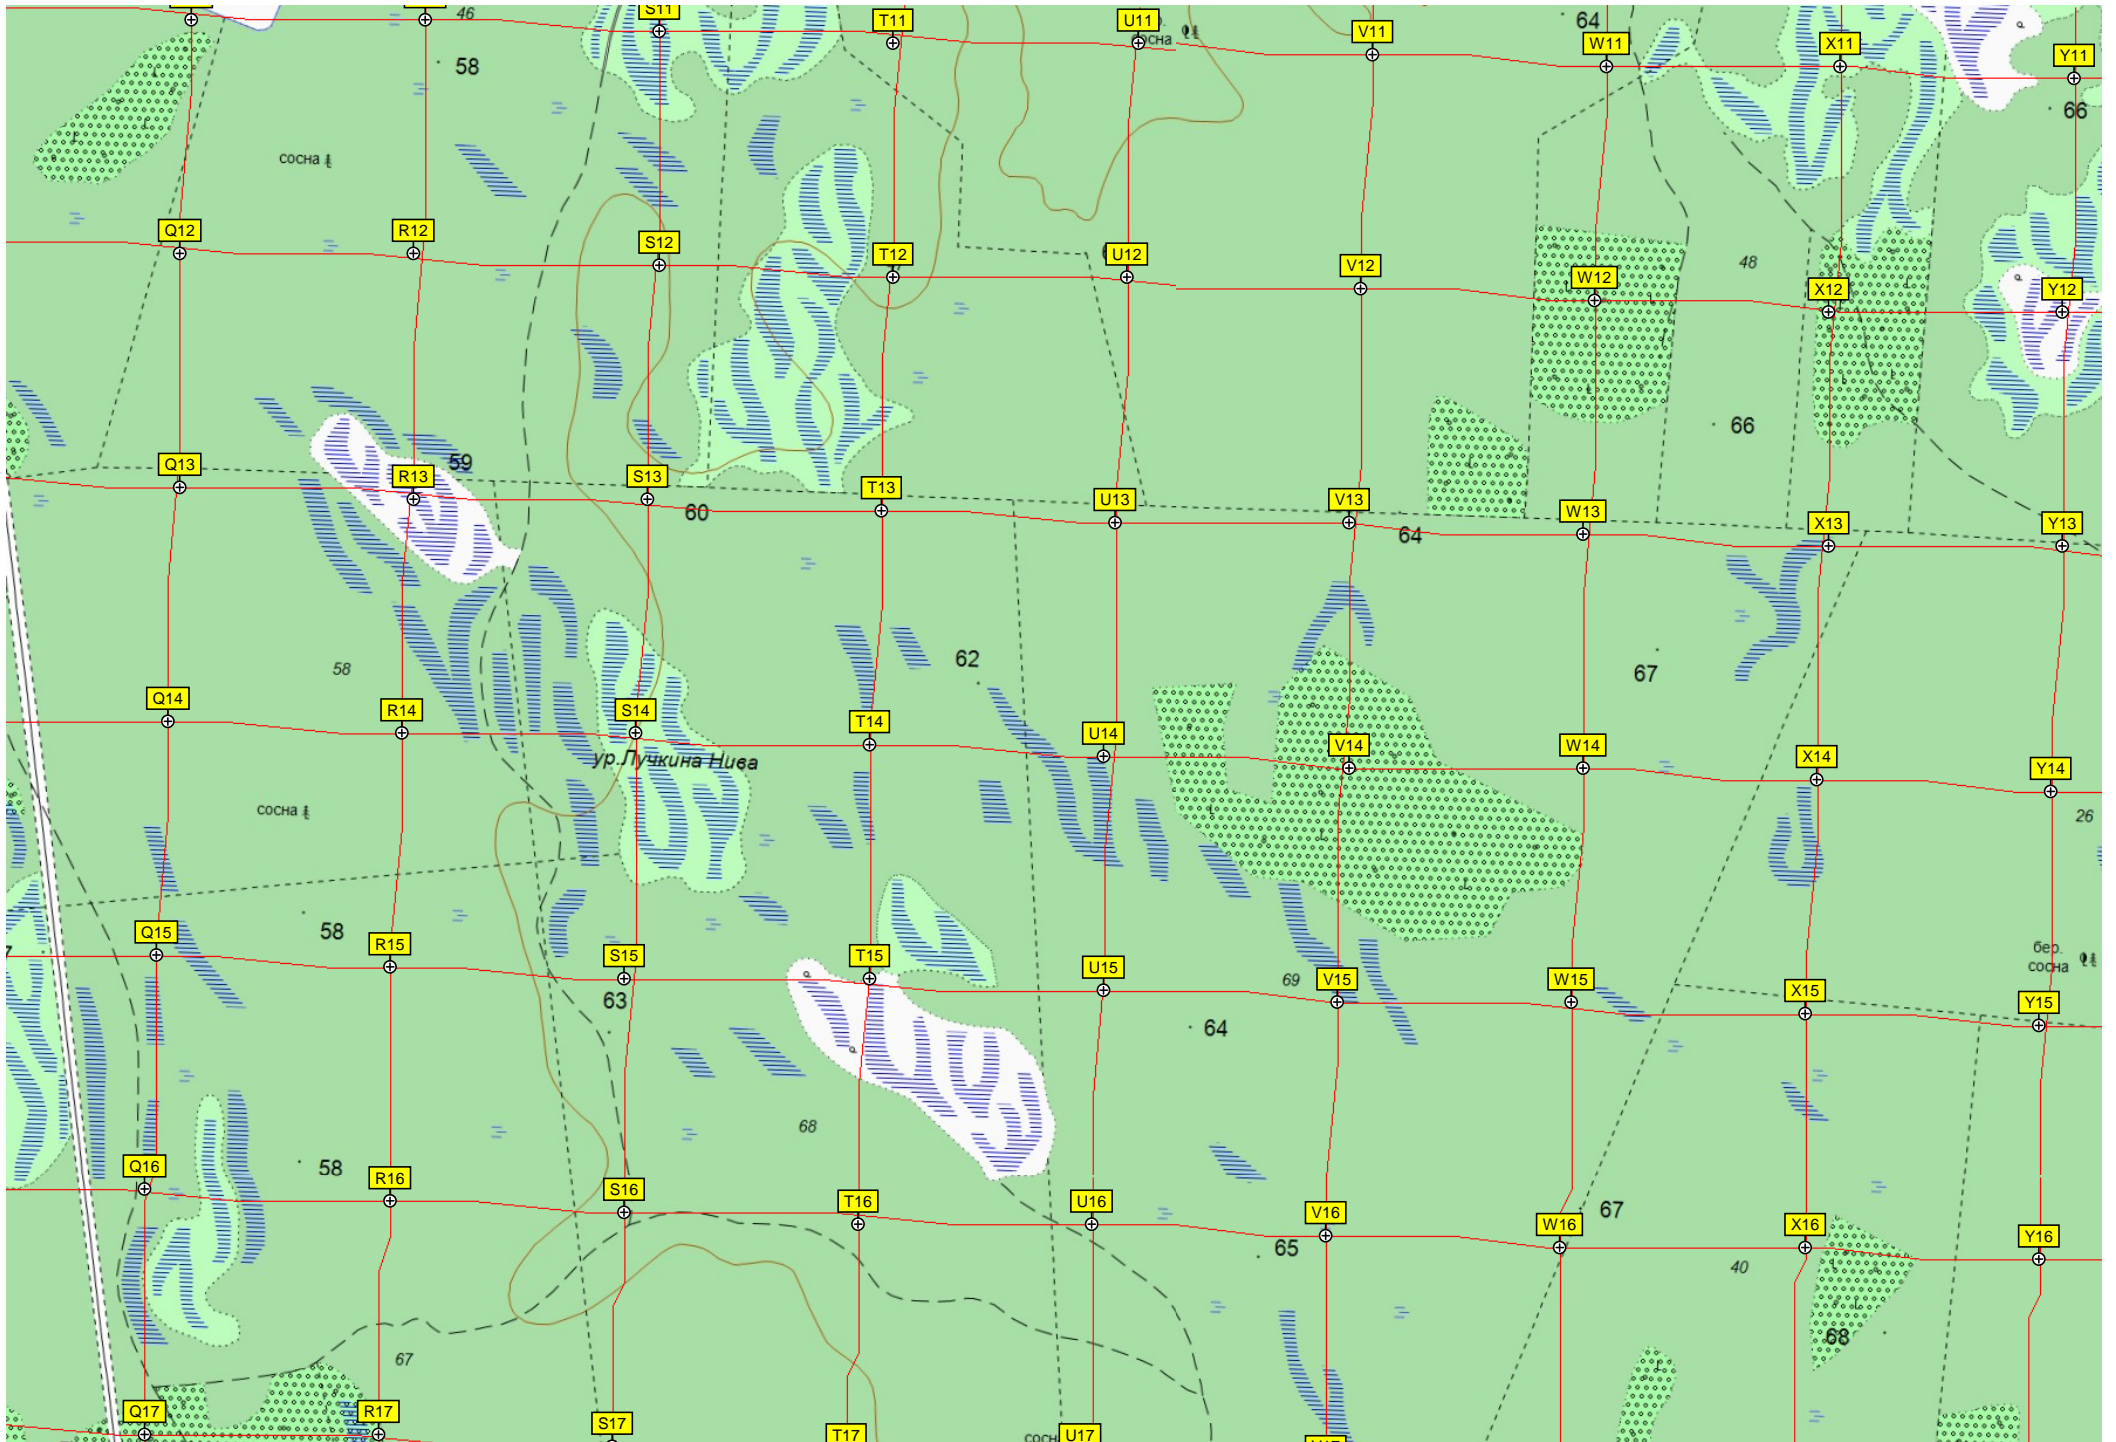 46
S11
T11
U11
сосна
V11
64
W11
X11
Y11
58
66
сосна
Q12
R12
S12
T12
U12
V12
48
W12
X12
Y12
66
59
Q13
R13
S13
T13
U13
V13
W13
X13
Y13
60
64
58
62
67
Q14
R14
S14
T14
U14
V14
W14
X14
Y14
ур.Лучкина Нива
сосна
26
58
Q15
R15
S15
T15
U15
V15
W15
X15
Y15
бер.
сосна
63
69
64
68
58
Q16
R16
S16
T16
U16
V16
W16
X16
Y16
67
65
40
68
67
Q17
R17
S17
T17
U17